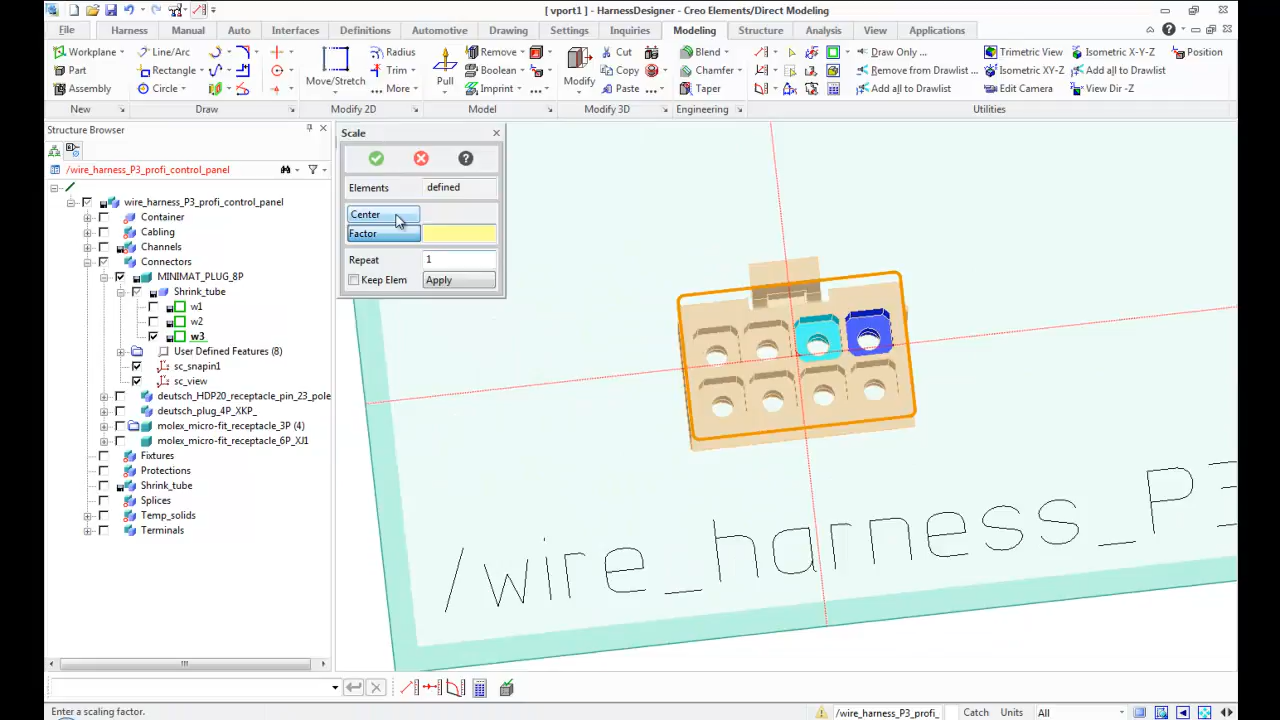 [ vport1 ] - HarnessDesigner - Creo Elements/Direct Modeling
File Harness Manual Auto Interfaces Definitions Automotive Drawing Settings Inquiries Modeling Structure Analysis View Applications
Workplane Line/Arc Radius Remove Cut Blend Draw Only ... Trimetric View Isometric X-Y-Z Position
Part Rectangle Trim Boolean Copy Chamfer Remove from Drawlist ... Isometric XY-Z Add all to Drawlist
Move/Stretch Pull Modify
Assembly Circle More Imprint ... Paste ... Taper Add all to Drawlist Edit Camera View Dir -Z
New Draw Modify 2D Model Modify 3D Engineering Utilities
Structure Browser
/wire_harness_P3_profi_control_panel
wire_harness_P3_profi_control_panel
Container
Cabling
Channels
Connectors
MINIMAT_PLUG_8P
Shrink_tube
w1
w2
w3
User Defined Features (8)
sc_snapin1
sc_view
deutsch_HDP20_receptacle_pin_23_pole
deutsch_plug_4P_XKP_
molex_micro-fit_receptacle_3P (4)
molex_micro-fit_receptacle_6P_XJ1
Fixtures
Protections
Shrink_tube
Splices
Temp_solids
Terminals
Scale
Elements defined
Center
Factor
Repeat 1
Keep Elem Apply
/wire_harness_P3
Enter a scaling factor.
/wire_harness_P3_profi_ Catch Units All